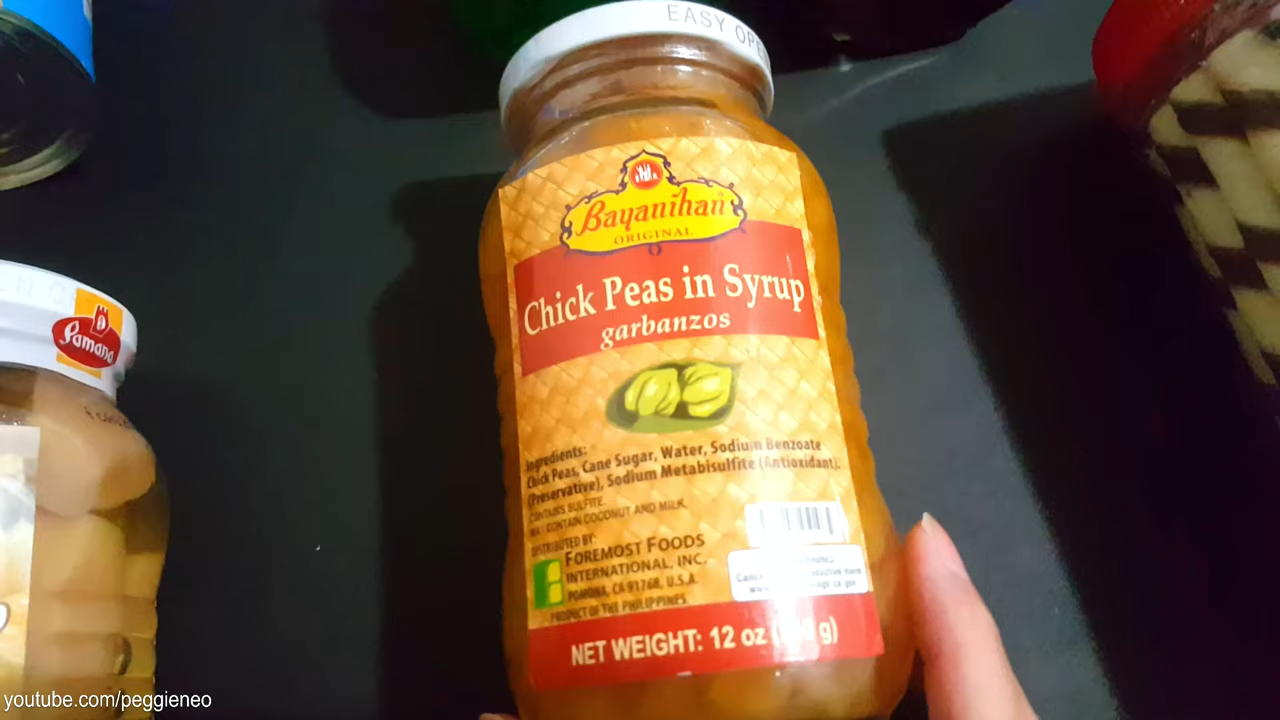 EASY OPE
Bayanihan
ORIGINAL
Chick Peas in Syrup
garbanzos
Ingredients:
Chick Peas, Cane Sugar, Water, Sodium Benzoate
(Preservative), Sodium Metabisulfite (Antioxidant).
CONTAINS SULFITE.
MAY CONTAIN COCONUT AND MILK.
DISTRIBUTED BY:
FOREMOST FOODS
INTERNATIONAL, INC.
POMONA, CA 91768, U.S.A.
PRODUCT OF THE PHILIPPINES
NET WEIGHT: 12 oz ( g)
Pamana
youtube.com/peggieneo